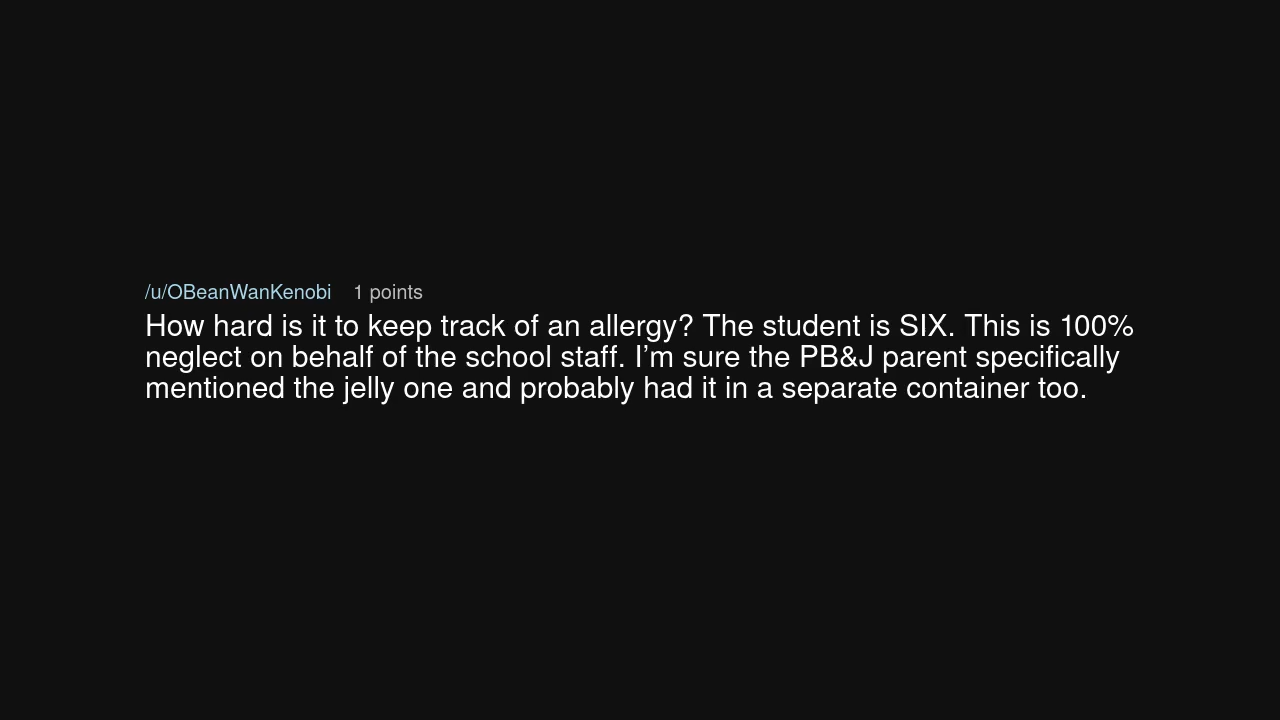 /u/OBeanWanKenobi 1 points
How hard is it to keep track of an allergy? The student is SIX. This is 100%
neglect on behalf of the school staff. I’m sure the PB&J parent specifically
mentioned the jelly one and probably had it in a separate container too.